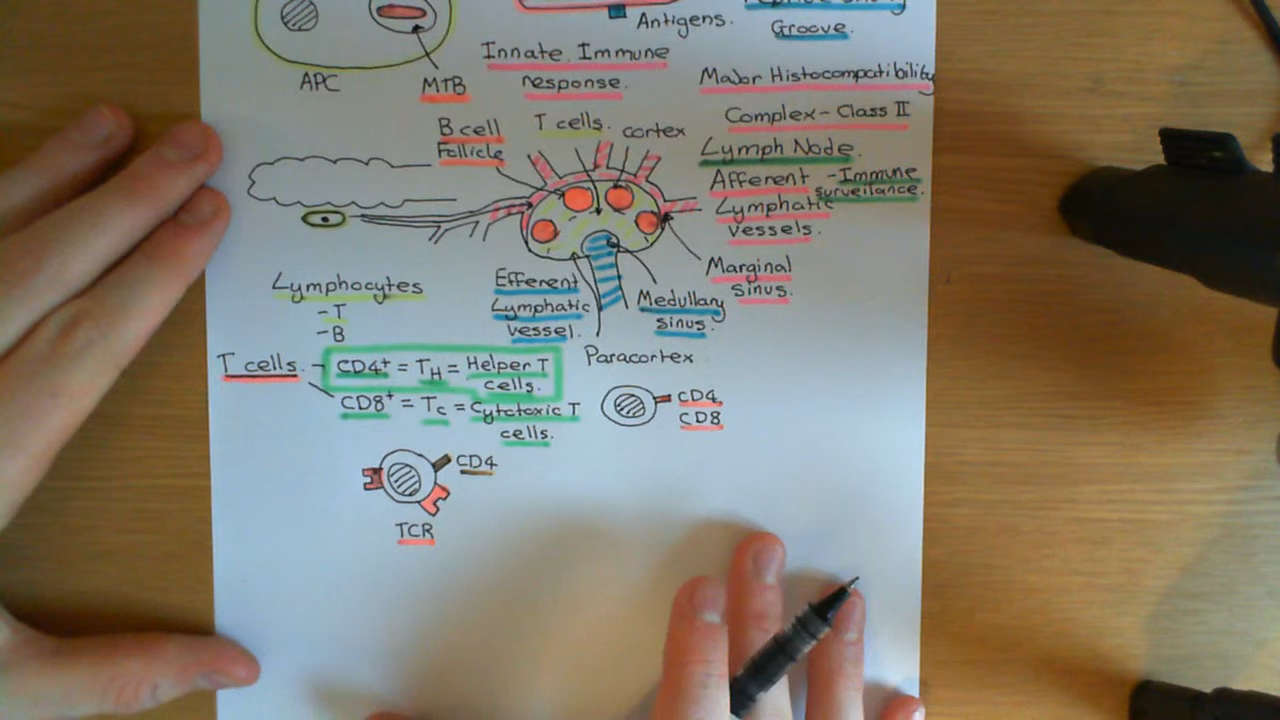 Antigens.
Groove.
APC
MTB
Innate Immune
response.
Major Histocompatibility
Complex - Class II
B cell
Follicle
T cells.
cortex
Lymph Node.
Afferent
Lymphatic
vessels.
- Immune
surveilance.
Marginal
sinus.
Lymphocytes
- T
- B
Efferent
Lymphatic
vessel.
Medullary
sinus.
Paracortex
T cells.
CD4+ = TH = Helper T
cells.
CD8+ = Tc = Cytotoxic T
cells.
CD4
CD8
CD4
TCR